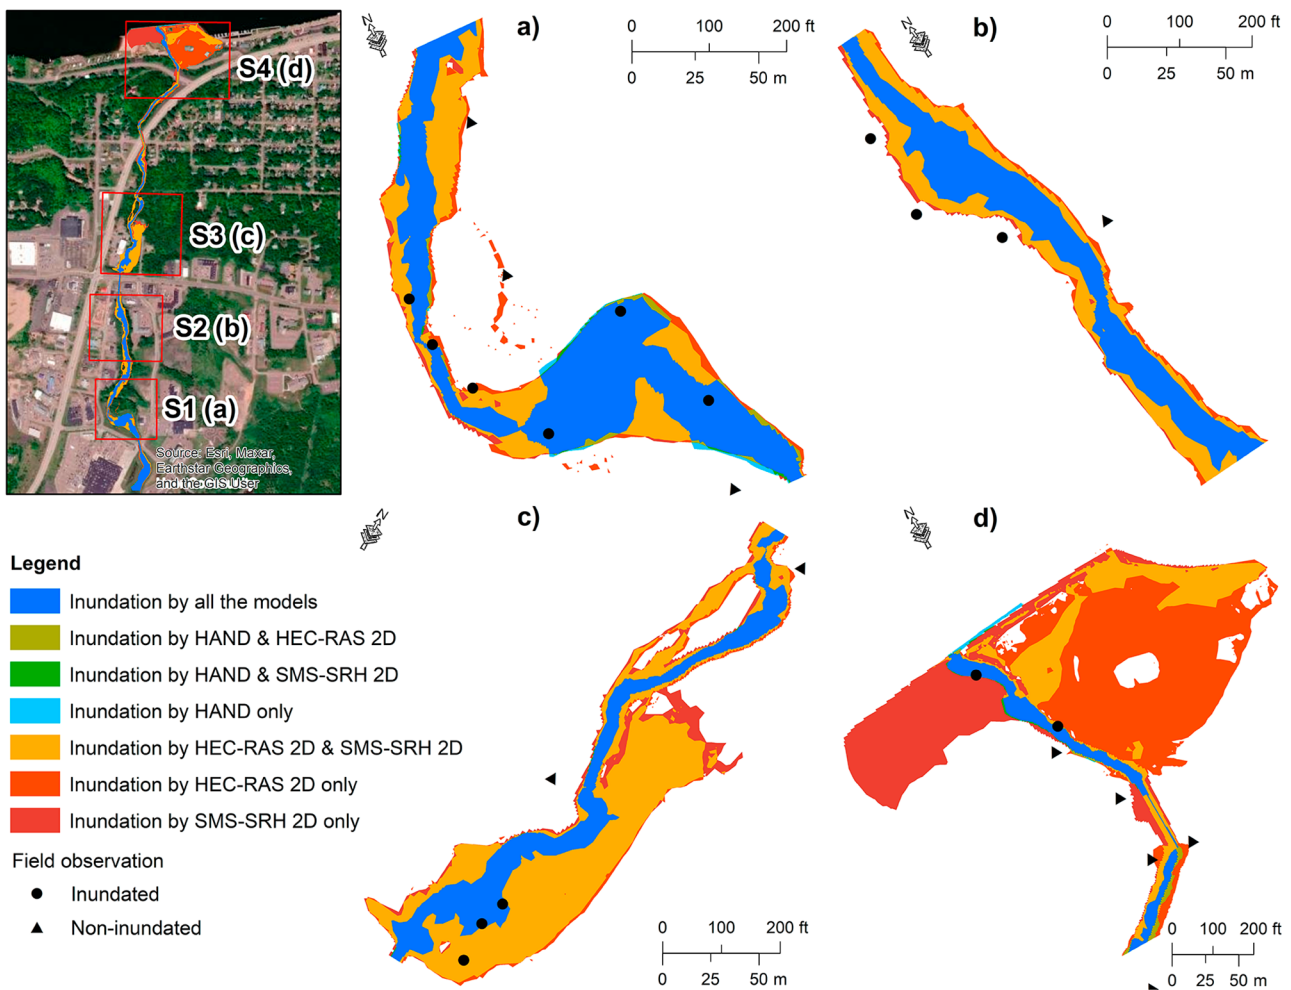 S4 (d)
S3 (c)
S2 (b)
S1 (a)
Source: Esri, Maxar,
Earthstar Geographics,
and the GIS User
N
a)
0 100 200 ft
0 25 50 m
N
b)
0 100 200 ft
0 25 50 m
N
c)
0 100 200 ft
0 25 50 m
N
d)
0 100 200 ft
0 25 50 m
Legend
Inundation by all the models
Inundation by HAND & HEC-RAS 2D
Inundation by HAND & SMS-SRH 2D
Inundation by HAND only
Inundation by HEC-RAS 2D & SMS-SRH 2D
Inundation by HEC-RAS 2D only
Inundation by SMS-SRH 2D only
Field observation
Inundated
Non-inundated